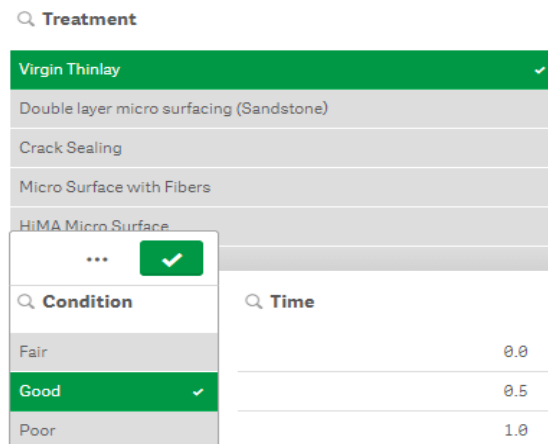 Treatment
Virgin Thinlay
Double layer micro surfacing (Sandstone)
Crack Sealing
Micro Surface with Fibers
HiMA Micro Surface
Condition
Fair
Good
Poor
Time
0.0
0.5
1.0